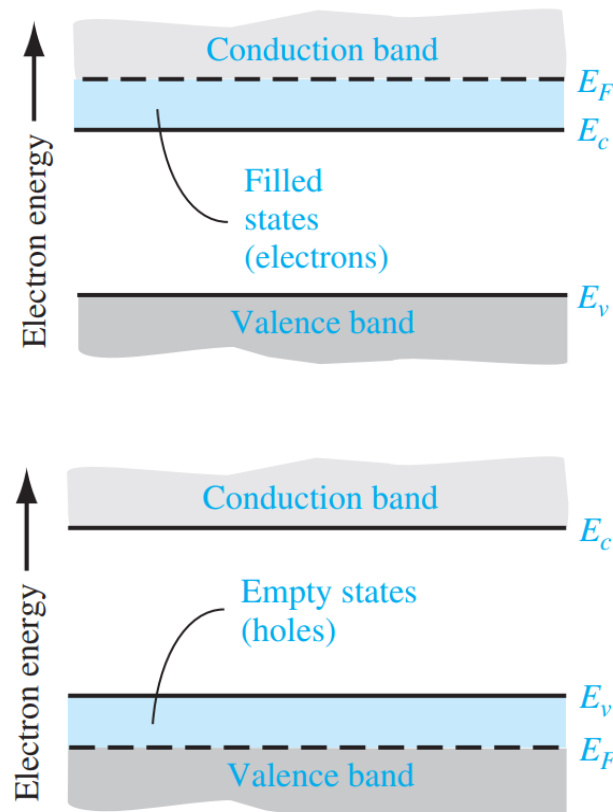 Conduction band
E_F
E_c
Filled
states
(electrons)
E_v
Valence band
Electron energy
Conduction band
E_c
Empty states
(holes)
E_v
E_F
Valence band
Electron energy